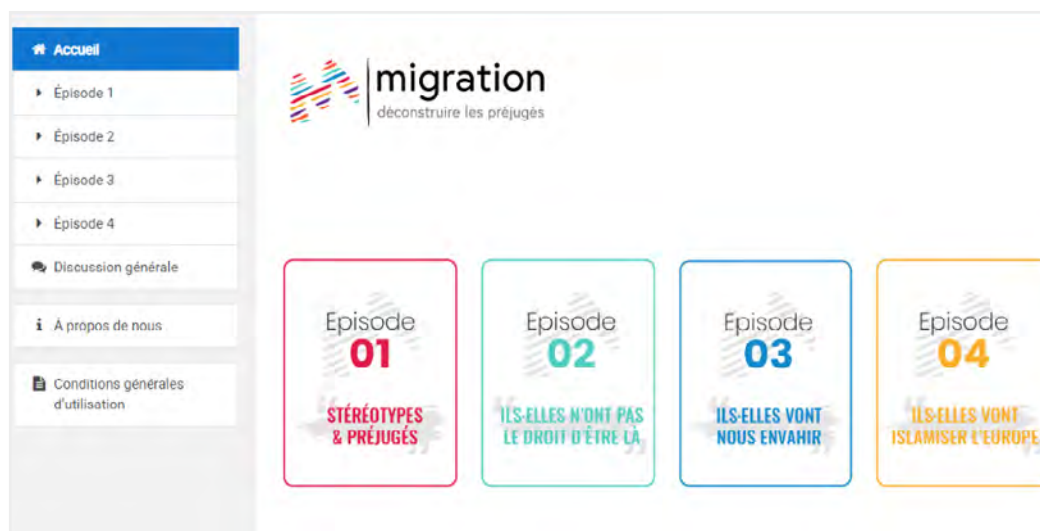 Accueil
Épisode 1
Épisode 2
Épisode 3
Épisode 4
Discussion générale
À propos de nous
Conditions générales
d'utilisation
migration
déconstruire les préjugés
Episode
01
STÉRÉOTYPES
& PRÉJUGÉS
Episode
02
ILS·ELLES N'ONT PAS
LE DROIT D'ÊTRE LÀ
Episode
03
ILS·ELLES VONT
NOUS ENVAHIR
Episode
04
ILS·ELLES VONT
ISLAMISER L'EUROPE